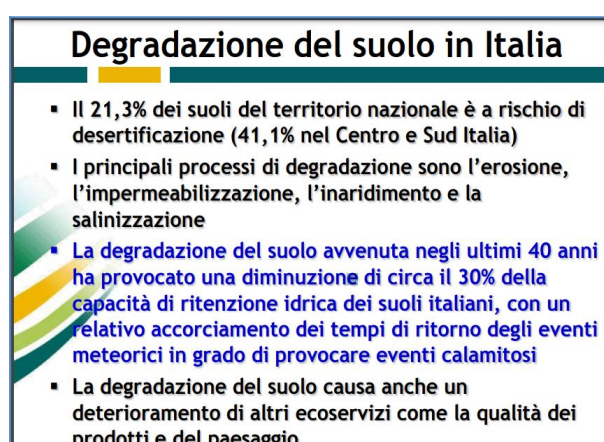 Degradazione del suolo in Italia
▪ Il 21,3% dei suoli del territorio nazionale è a rischio di
desertificazione (41,1% nel Centro e Sud Italia)
▪ I principali processi di degradazione sono l'erosione,
l'impermeabilizzazione, l'inaridimento e la
salinizzazione
▪ La degradazione del suolo avvenuta negli ultimi 40 anni
ha provocato una diminuzione di circa il 30% della
capacità di ritenzione idrica dei suoli italiani, con un
relativo accorciamento dei tempi di ritorno degli eventi
meteorici in grado di provocare eventi calamitosi
▪ La degradazione del suolo causa anche un
deterioramento di altri ecoservizi come la qualità dei
prodotti e del paesaggio